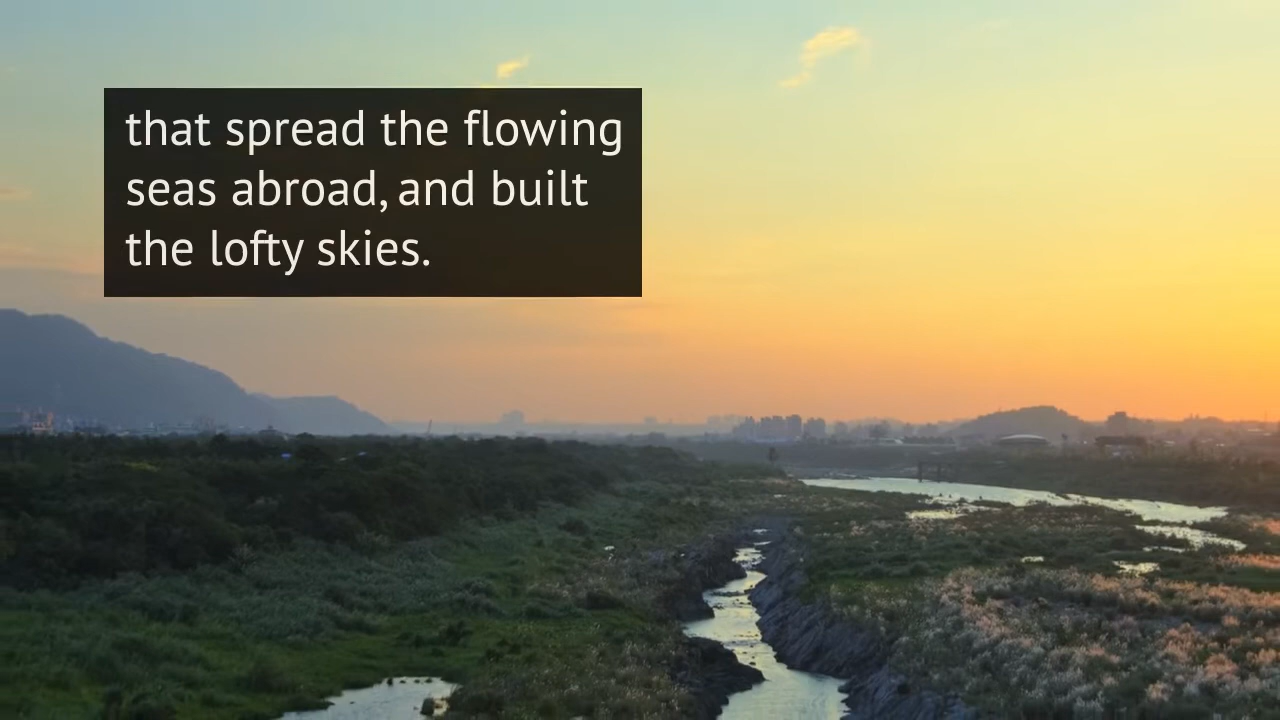 that spread the flowing
seas abroad, and built
the lofty skies.